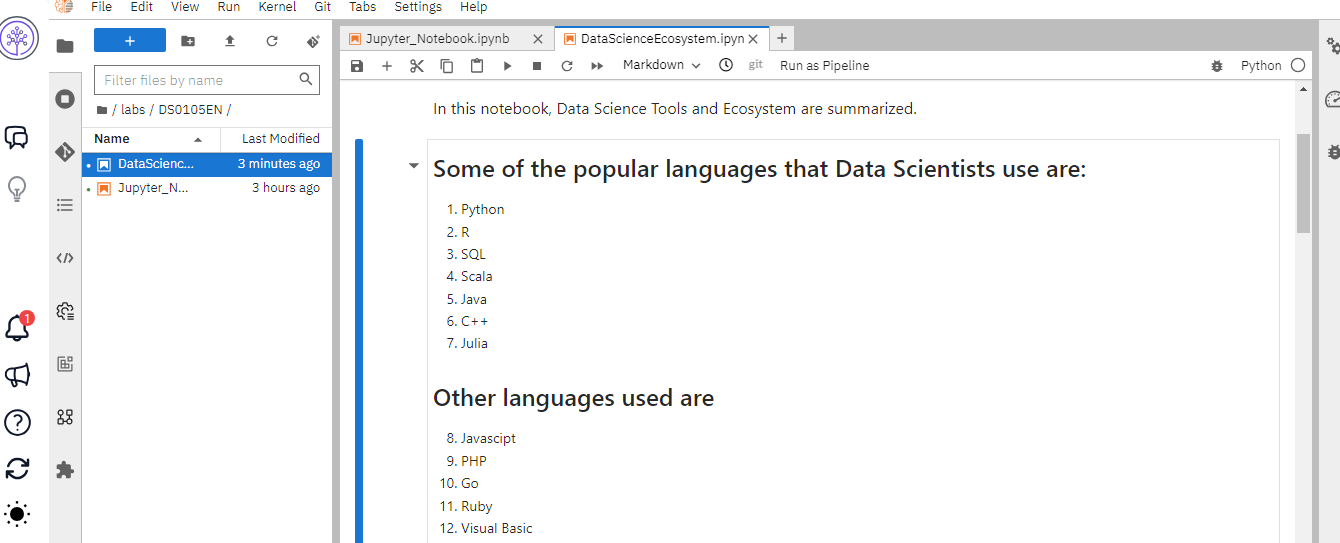 File Edit View Run Kernel Git Tabs Settings Help
+
Filter files by name
/ labs / DS0105EN /
Name Last Modified
DataScienc... 3 minutes ago
Jupyter_N... 3 hours ago
1
Jupyter_Notebook.ipynb DataScienceEcosystem.ipyn
Markdown git Run as Pipeline Python
In this notebook, Data Science Tools and Ecosystem are summarized.
Some of the popular languages that Data Scientists use are:
1. Python
2. R
3. SQL
4. Scala
5. Java
6. C++
7. Julia
Other languages used are
8. Javascipt
9. PHP
10. Go
11. Ruby
12. Visual Basic